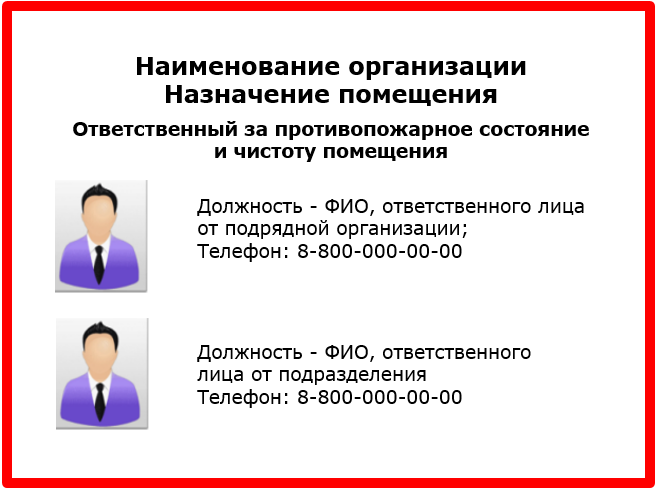 Наименование организации
Назначение помещения
Ответственный за противопожарное состояние
и чистоту помещения
Должность - ФИО, ответственного лица
от подрядной организации;
Телефон: 8-800-000-00-00
Должность - ФИО, ответственного
лица от подразделения
Телефон: 8-800-000-00-00